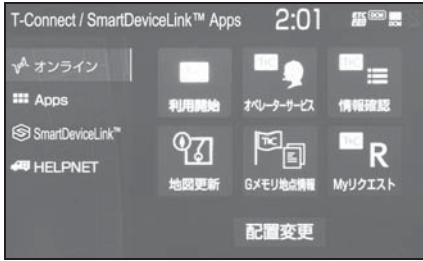 T-Connect / SmartDeviceLink™ Apps 2:01
オンライン
Apps
SmartDeviceLink™
HELPNET
利用開始 オペレーターサービス 情報確認
地図更新 Gメモリ地点情報 Myリクエスト
配置変更